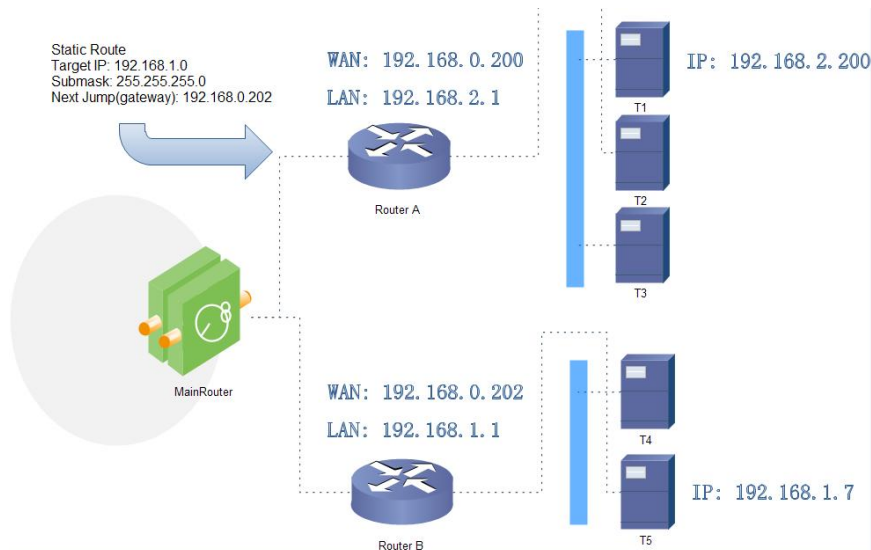 Static Route
Target IP: 192.168.1.0
Submask: 255.255.255.0
Next Jump(gateway): 192.168.0.202
WAN: 192.168.0.200
LAN: 192.168.2.1
Router A
IP: 192.168.2.200
T1
T2
T3
MainRouter
WAN: 192.168.0.202
LAN: 192.168.1.1
Router B
T4
IP: 192.168.1.7
T5